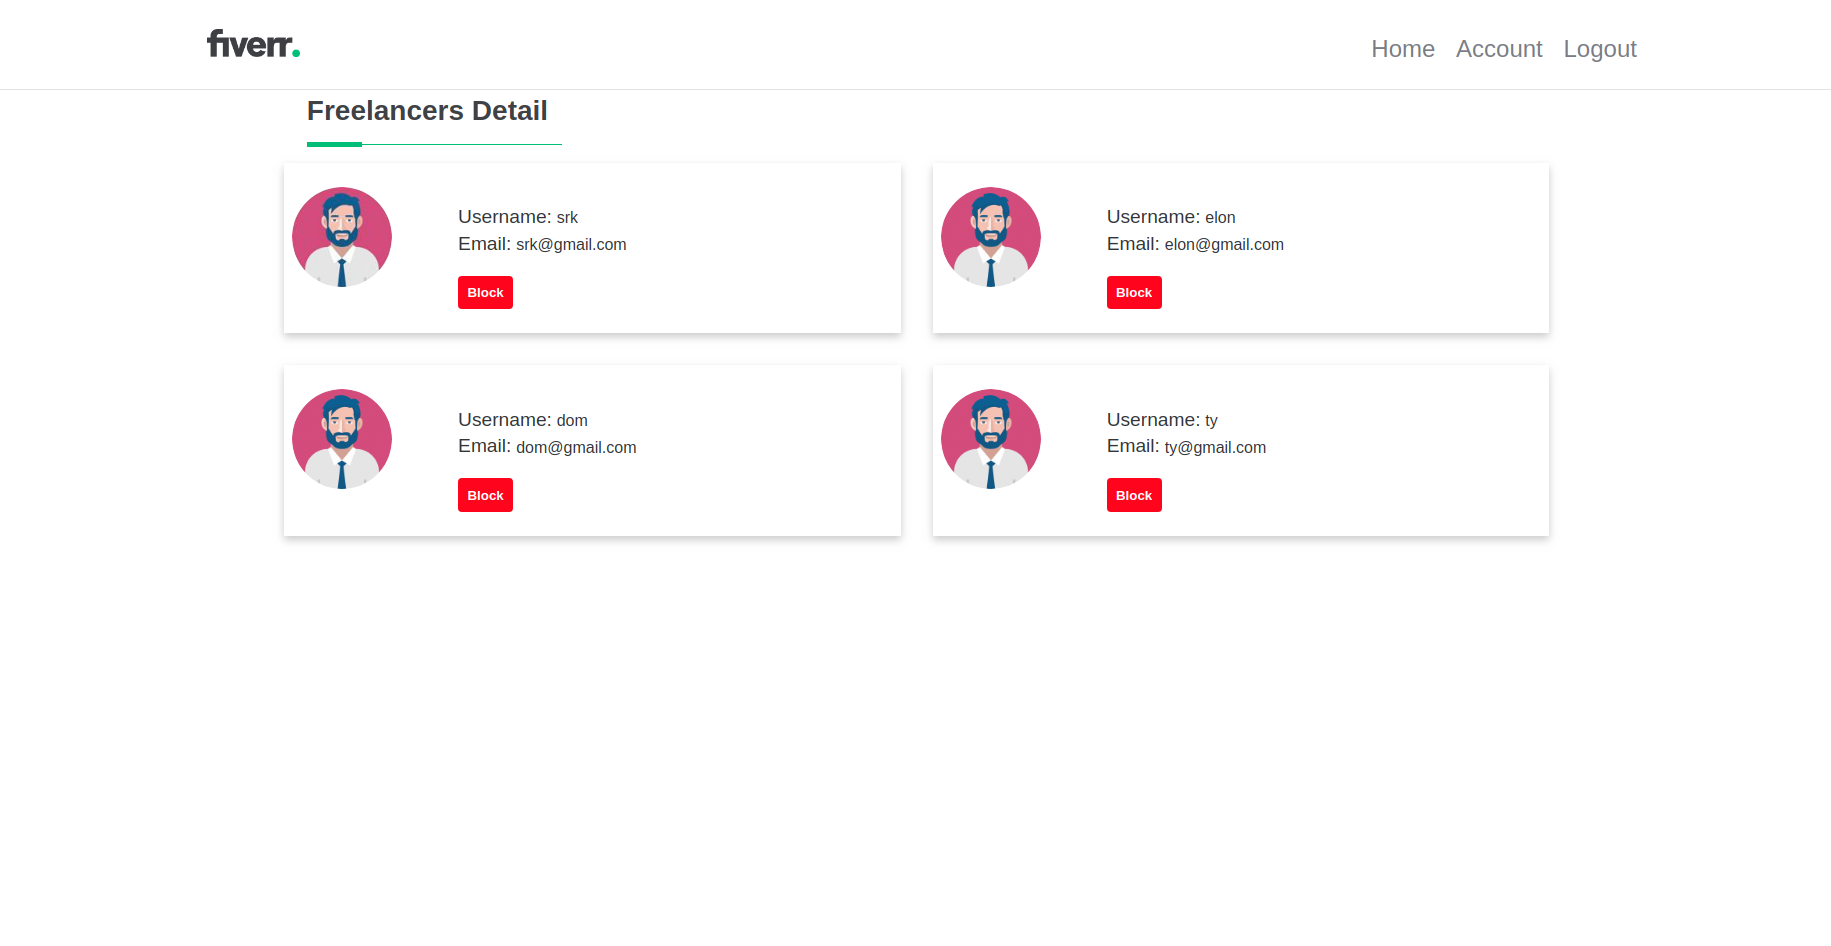 fiverr.
Home Account Logout
Freelancers Detail
Username: srk
Email: srk@gmail.com
Block
Username: elon
Email: elon@gmail.com
Block
Username: dom
Email: dom@gmail.com
Block
Username: ty
Email: ty@gmail.com
Block